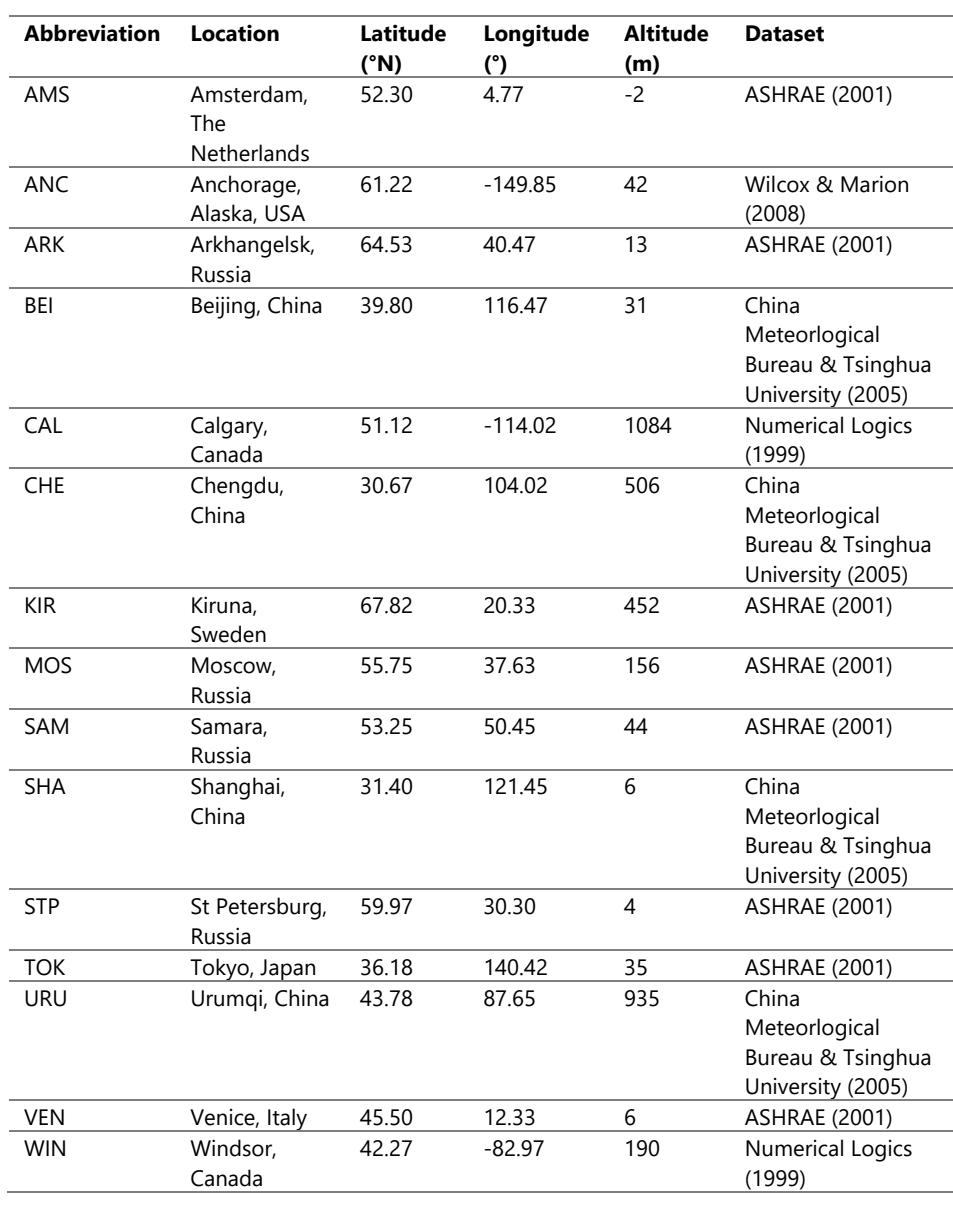 Abbreviation Location Latitude Longitude Altitude Dataset
(°N) (°) (m)
AMS Amsterdam, 52.30 4.77 -2 ASHRAE (2001)
The
Netherlands
ANC Anchorage, 61.22 -149.85 42 Wilcox & Marion
Alaska, USA (2008)
ARK Arkhangelsk, 64.53 40.47 13 ASHRAE (2001)
Russia
BEI Beijing, China 39.80 116.47 31 China
Meteorlogical
Bureau & Tsinghua
University (2005)
CAL Calgary, 51.12 -114.02 1084 Numerical Logics
Canada (1999)
CHE Chengdu, 30.67 104.02 506 China
China Meteorlogical
Bureau & Tsinghua
University (2005)
KIR Kiruna, 67.82 20.33 452 ASHRAE (2001)
Sweden
MOS Moscow, 55.75 37.63 156 ASHRAE (2001)
Russia
SAM Samara, 53.25 50.45 44 ASHRAE (2001)
Russia
SHA Shanghai, 31.40 121.45 6 China
China Meteorlogical
Bureau & Tsinghua
University (2005)
STP St Petersburg, 59.97 30.30 4 ASHRAE (2001)
Russia
TOK Tokyo, Japan 36.18 140.42 35 ASHRAE (2001)
URU Urumqi, China 43.78 87.65 935 China
Meteorlogical
Bureau & Tsinghua
University (2005)
VEN Venice, Italy 45.50 12.33 6 ASHRAE (2001)
WIN Windsor, 42.27 -82.97 190 Numerical Logics
Canada (1999)